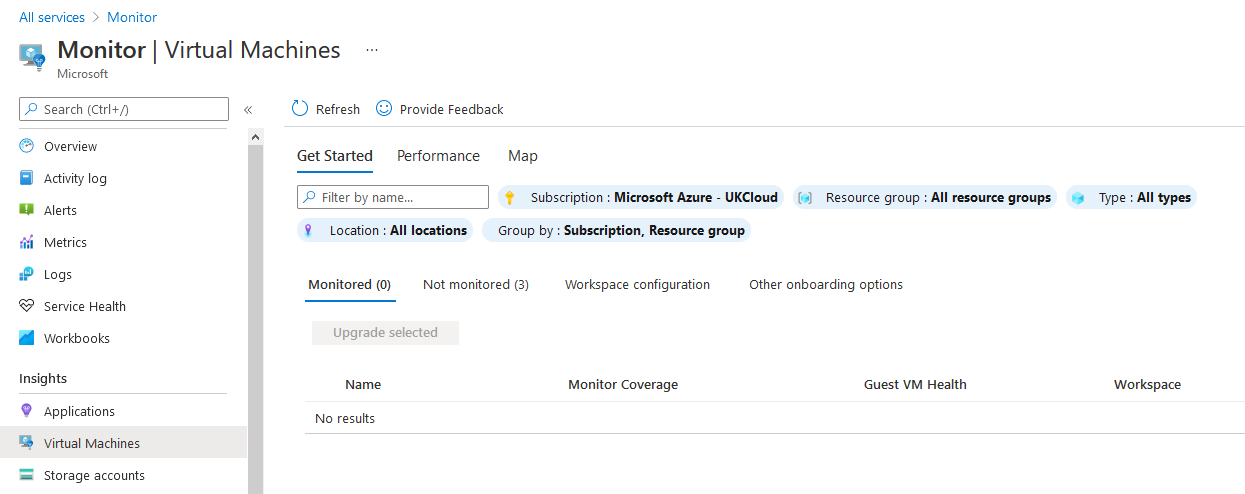 All services > Monitor
Monitor | Virtual Machines ...
Microsoft
Search (Ctrl+/)
«
Overview
Activity log
Alerts
Metrics
Logs
Service Health
Workbooks
Insights
Applications
Virtual Machines
Storage accounts
Refresh Provide Feedback
Get Started Performance Map
Filter by name... Subscription : Microsoft Azure - UKCloud Resource group : All resource groups Type : All types
Location : All locations Group by : Subscription, Resource group
Monitored (0) Not monitored (3) Workspace configuration Other onboarding options
Upgrade selected
Name Monitor Coverage Guest VM Health Workspace
No results